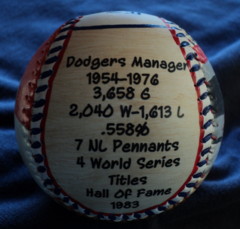 Dodgers Manager
1954-1976
3,658 G
2,040 W-1,613 L
.558%
7 NL Pennants
4 World Series
Titles
Hall Of Fame
1983